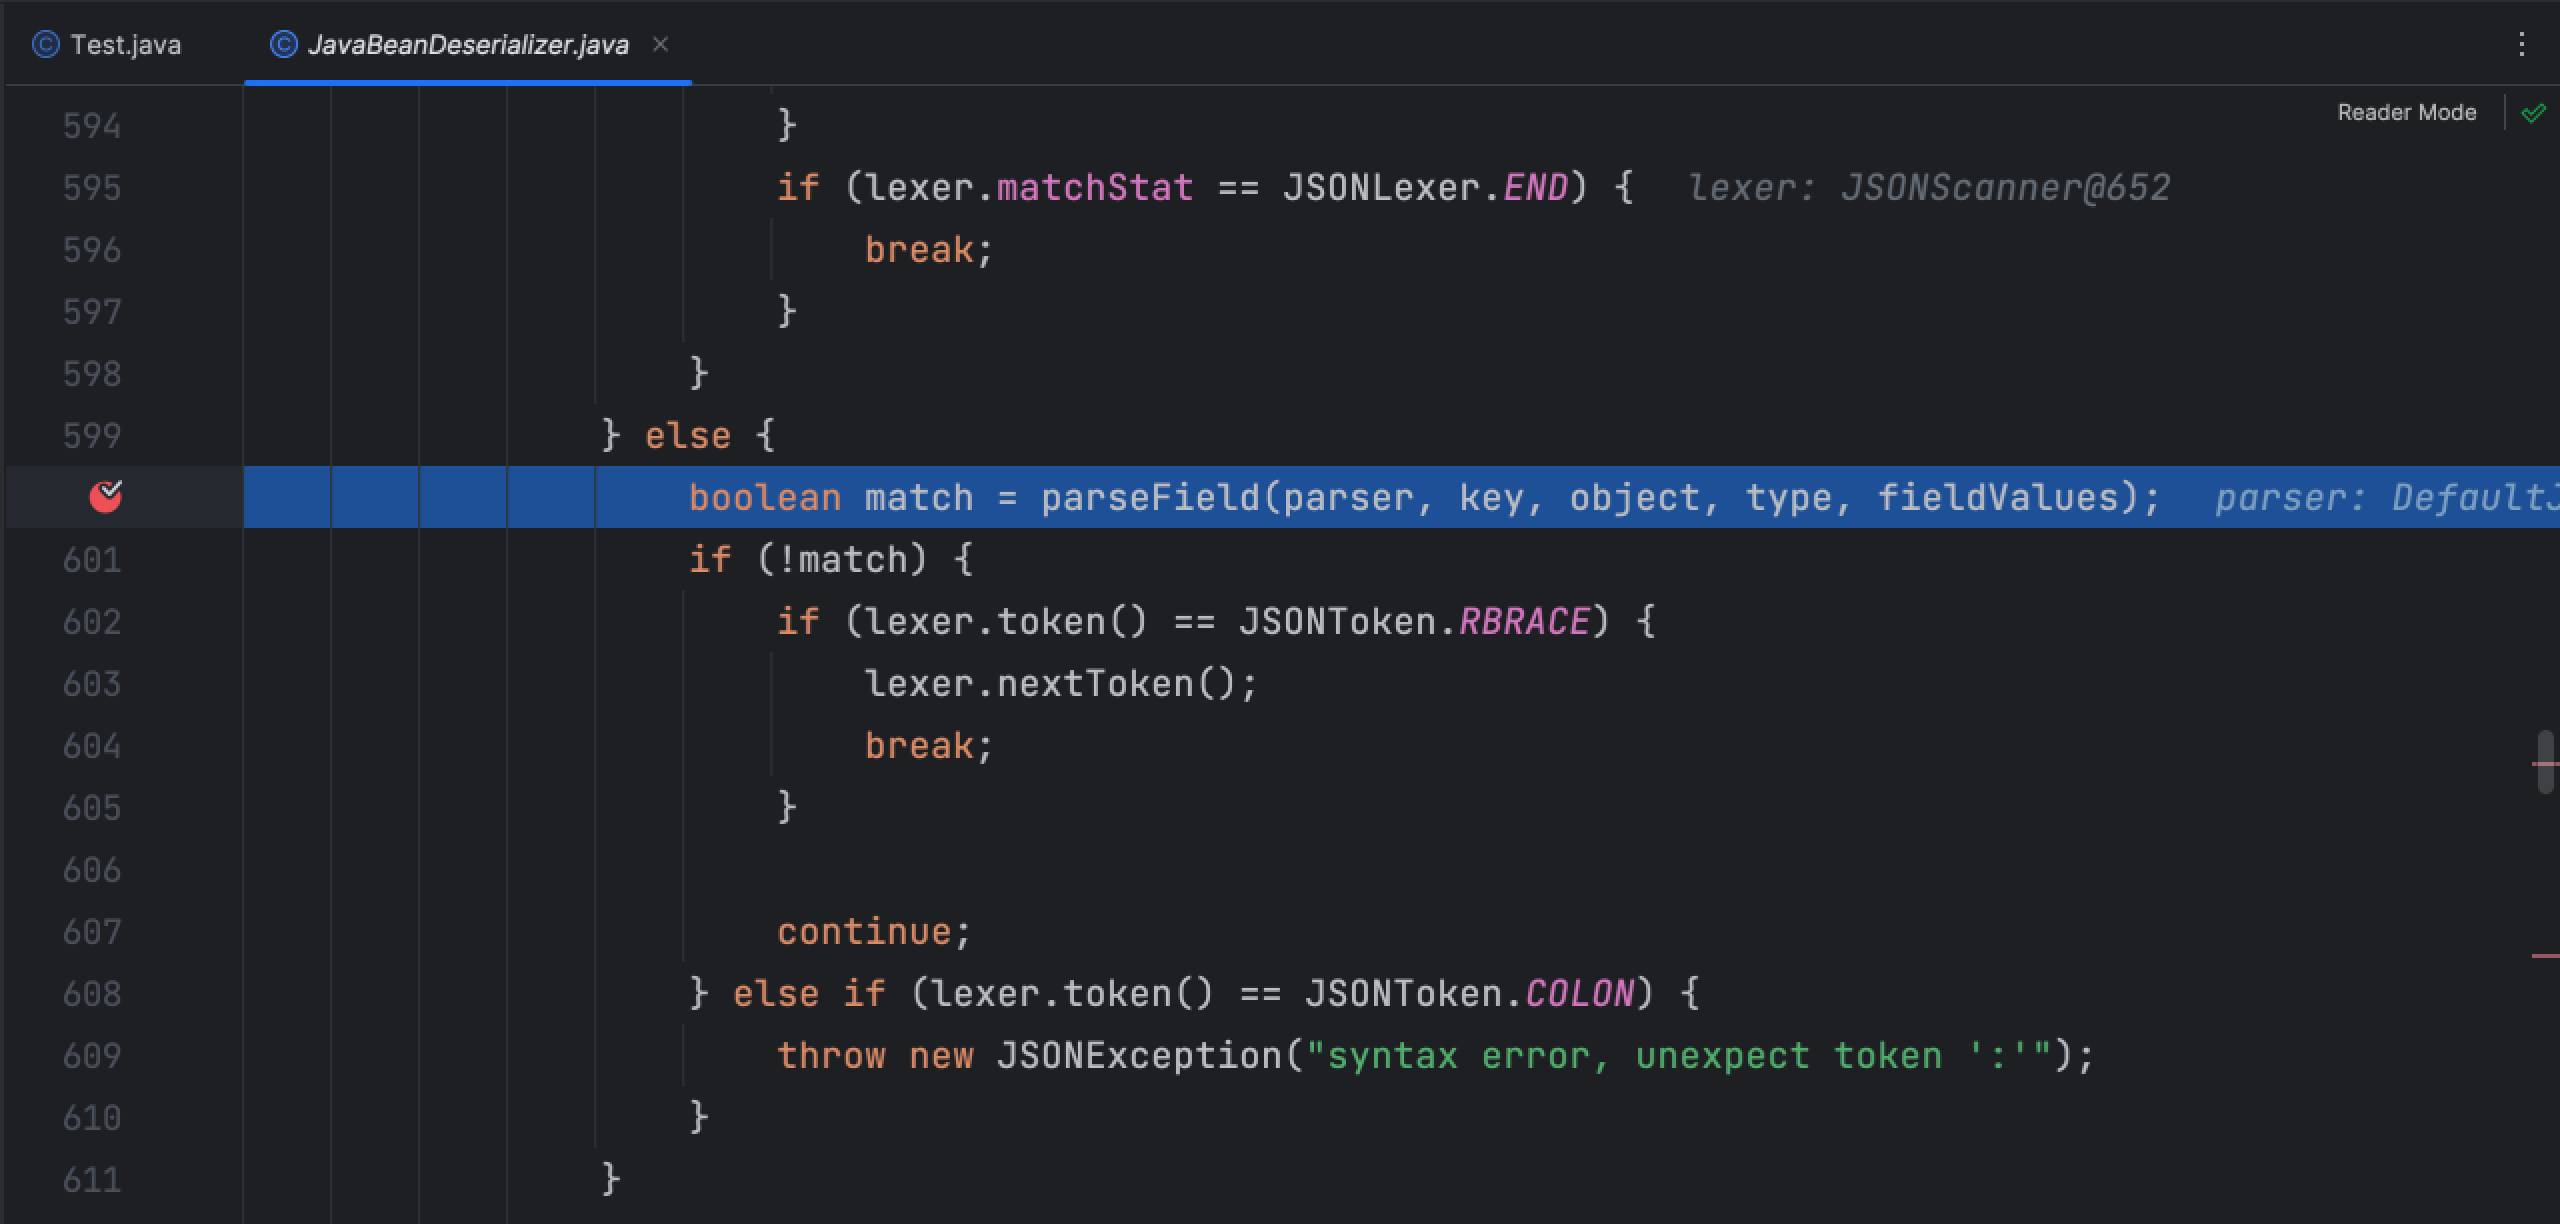 Test.java JavaBeanDeserializer.java
Reader Mode
594 }
595 if (lexer.matchStat == JSONLexer.END) { lexer: JSONScanner@652
596 break;
597 }
598 }
599 } else {
boolean match = parseField(parser, key, object, type, fieldValues); parser: DefaultJ
601 if (!match) {
602 if (lexer.token() == JSONToken.RBRACE) {
603 lexer.nextToken();
604 break;
605 }
606
607 continue;
608 } else if (lexer.token() == JSONToken.COLON) {
609 throw new JSONException("syntax error, unexpect token ':'");
610 }
611 }